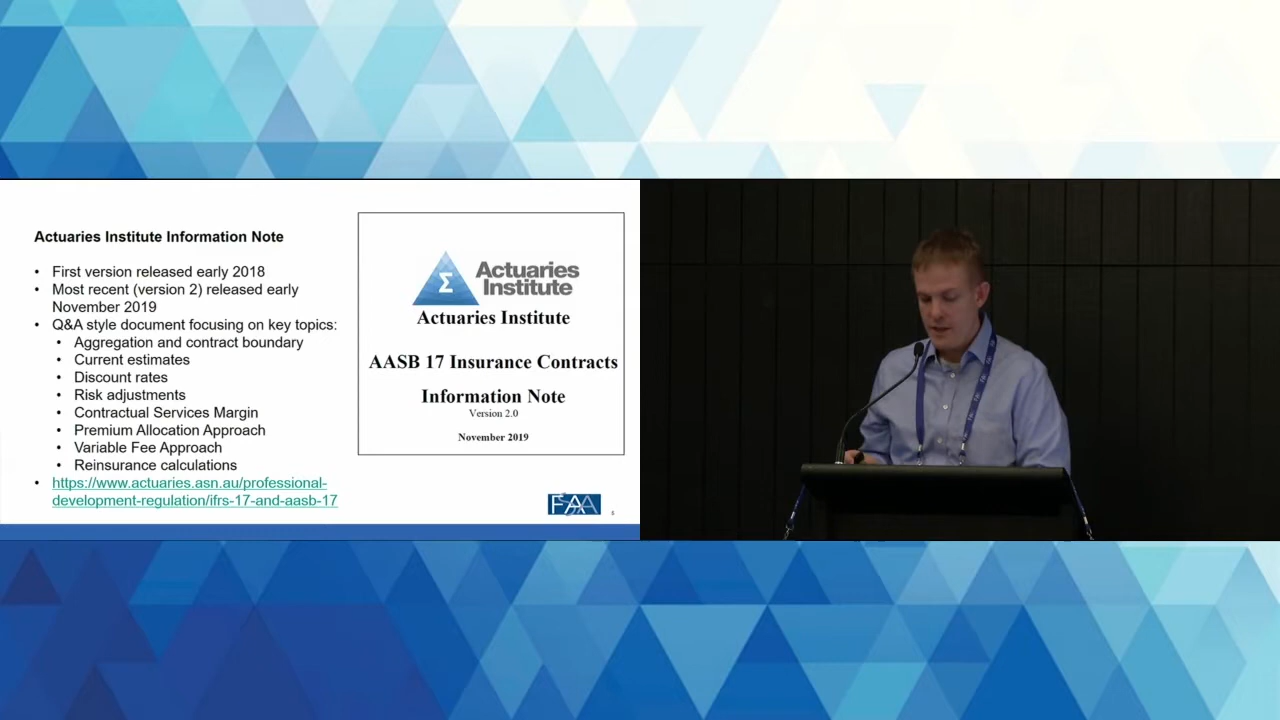 Actuaries Institute Information Note
• First version released early 2018
• Most recent (version 2) released early
November 2019
• Q&A style document focusing on key topics:
• Aggregation and contract boundary
• Current estimates
• Discount rates
• Risk adjustments
• Contractual Services Margin
• Premium Allocation Approach
• Variable Fee Approach
• Reinsurance calculations
• https://www.actuaries.asn.au/professional-
development-regulation/ifrs-17-and-aasb-17
Σ
Actuaries
Institute
Actuaries Institute
AASB 17 Insurance Contracts
Information Note
Version 2.0
November 2019